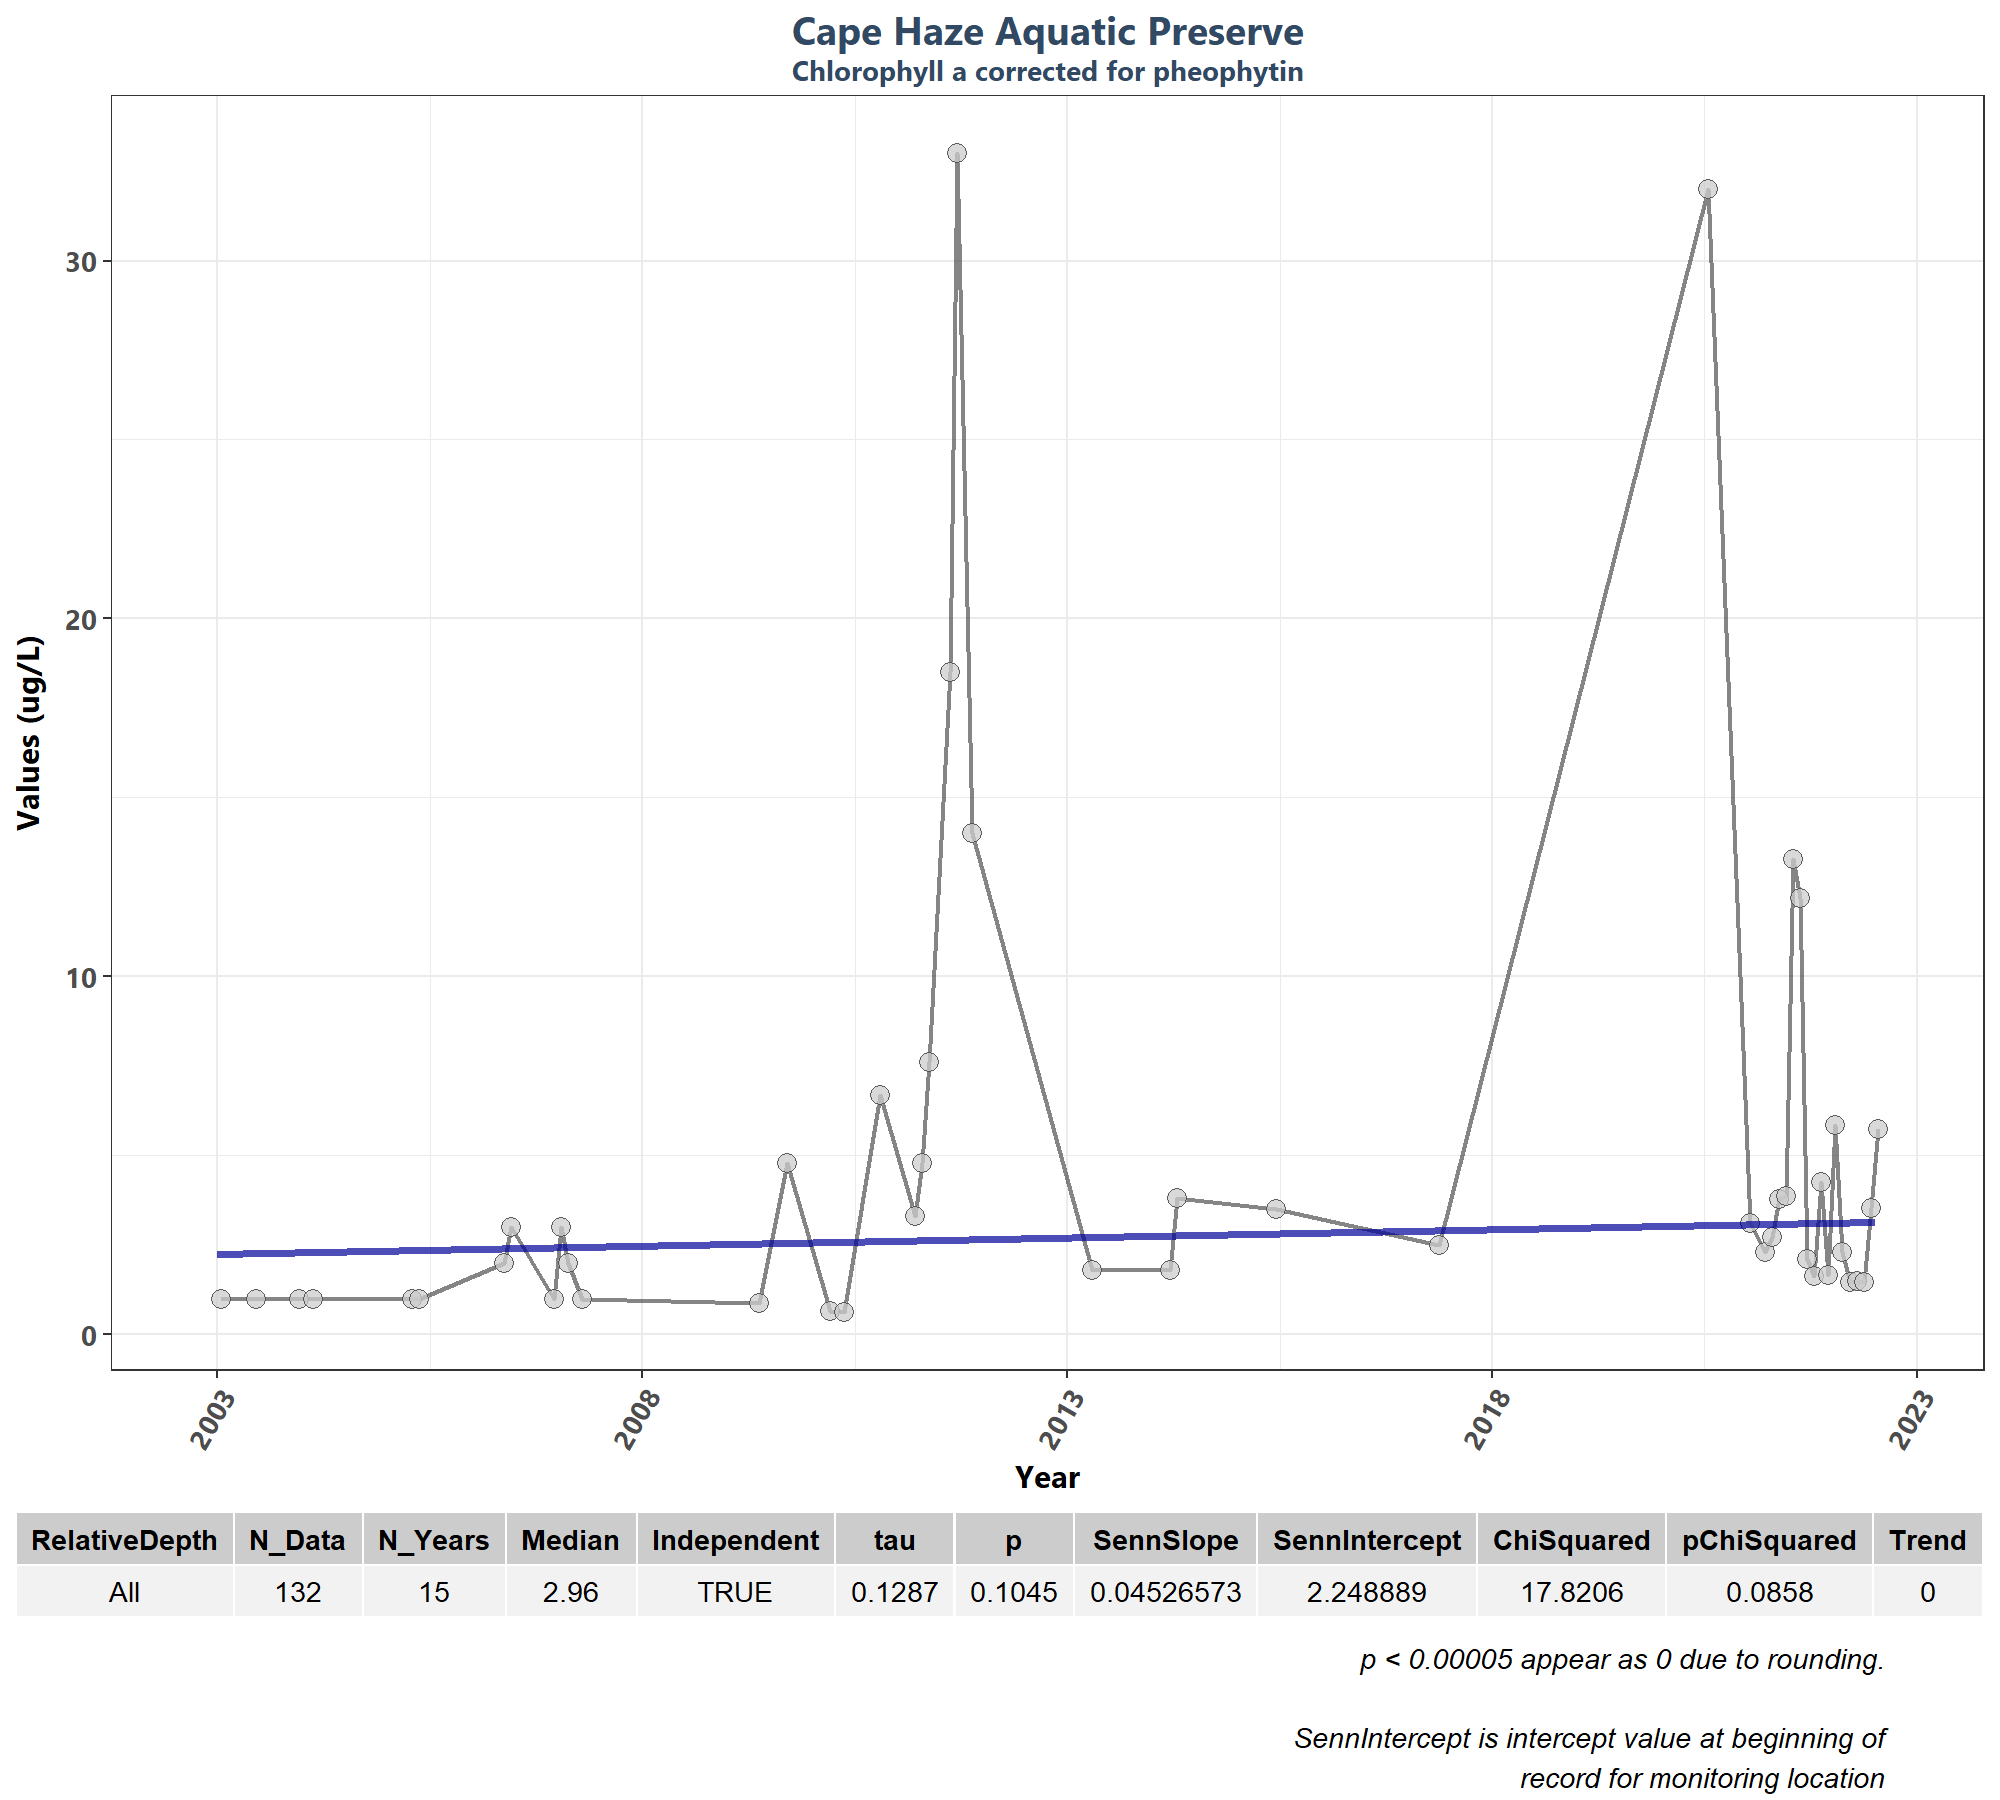 Cape Haze Aquatic Preserve
Chlorophyll a corrected for pheophytin
Values (ug/L)
30
20
10
0
2003 2008 2013 2018 2023
Year
RelativeDepth N_Data N_Years Median Independent tau p SennSlope SennIntercept ChiSquared pChiSquared Trend
All 132 15 2.96 TRUE 0.1287 0.1045 0.04526573 2.248889 17.8206 0.0858 0
p < 0.00005 appear as 0 due to rounding.
SennIntercept is intercept value at beginning of
record for monitoring location